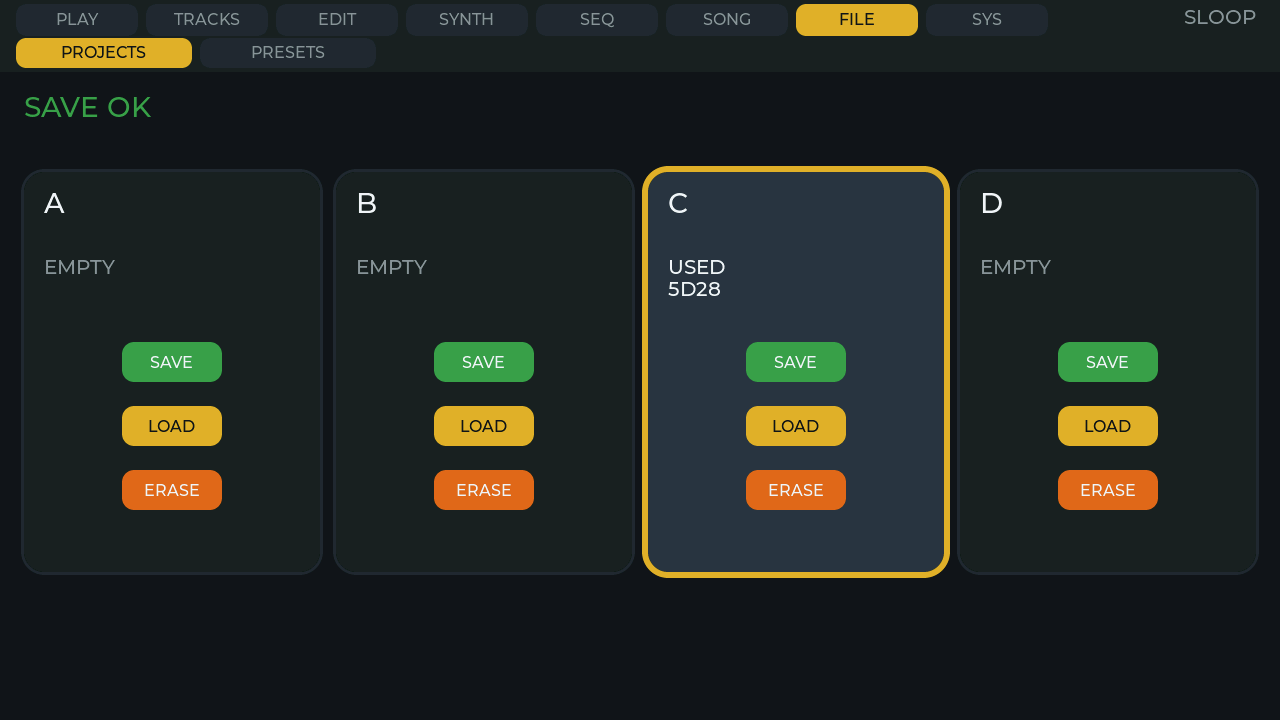 PLAY TRACKS EDIT SYNTH SEQ SONG FILE SYS SLOOP
PROJECTS PRESETS
SAVE OK
A B C D
EMPTY EMPTY USED EMPTY
5D28
SAVE SAVE SAVE SAVE
LOAD LOAD LOAD LOAD
ERASE ERASE ERASE ERASE